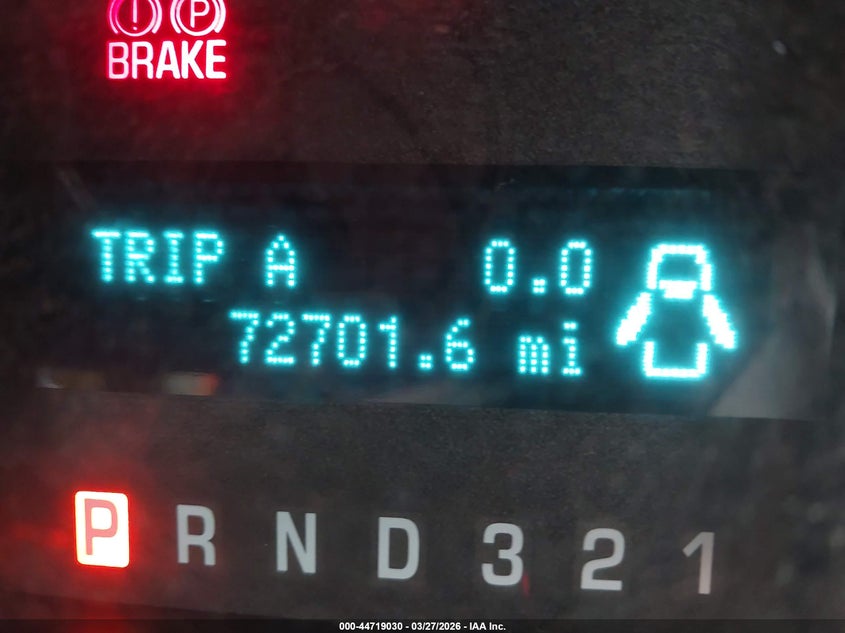 ! P
BRAKE
TRIP A 0.0
72701.6 mi
P R N D 3 2 1
000-44719030 - 03/27/2026 - IAA Inc.